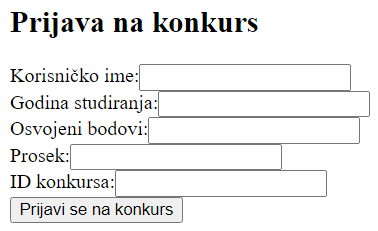 Prijava na konkurs
Korisničko ime:
Godina studiranja:
Osvojeni bodovi:
Prosek:
ID konkursa:
Prijavi se na konkurs